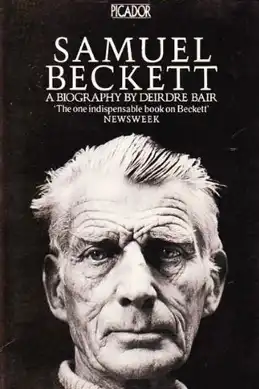 PICADOR
SAMUEL
BECKETT
A BIOGRAPHY BY DEIRDRE BAIR
'The one indispensable book on Beckett'
NEWSWEEK